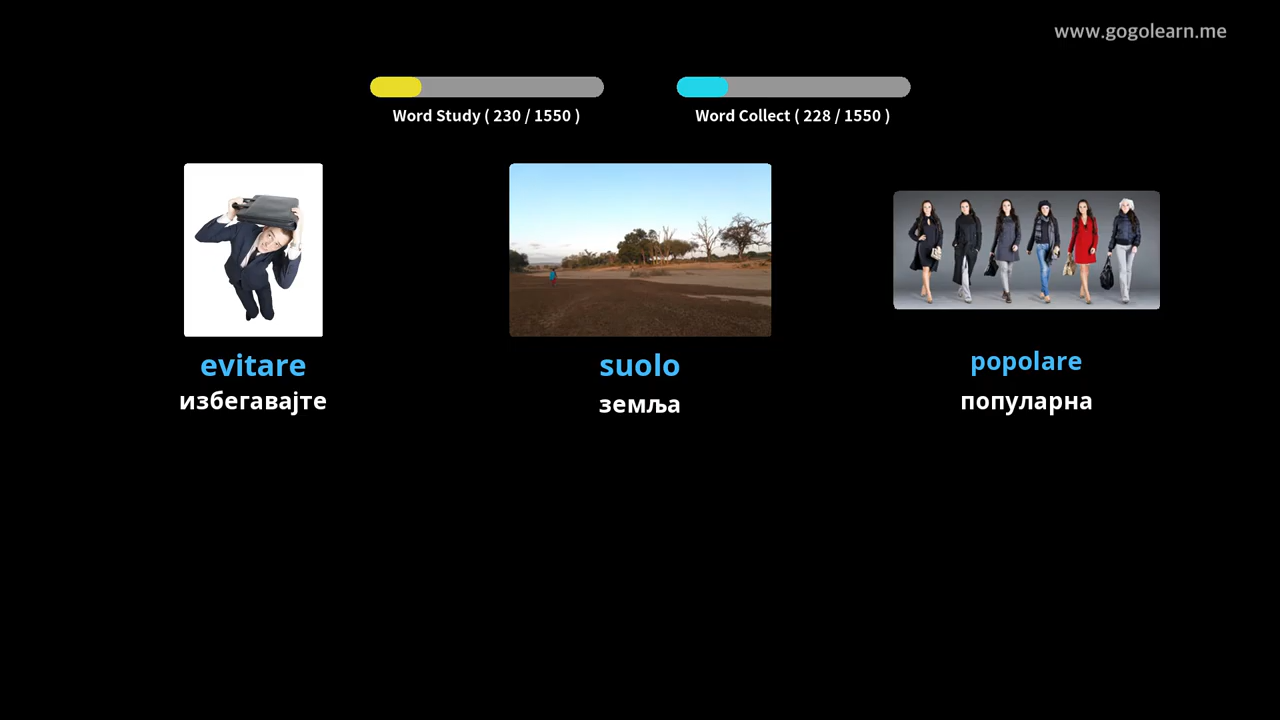 www.gogolearn.me
Word Study ( 230 / 1550 )
Word Collect ( 228 / 1550 )
evitare
избегавајте
suolo
земља
popolare
популарна